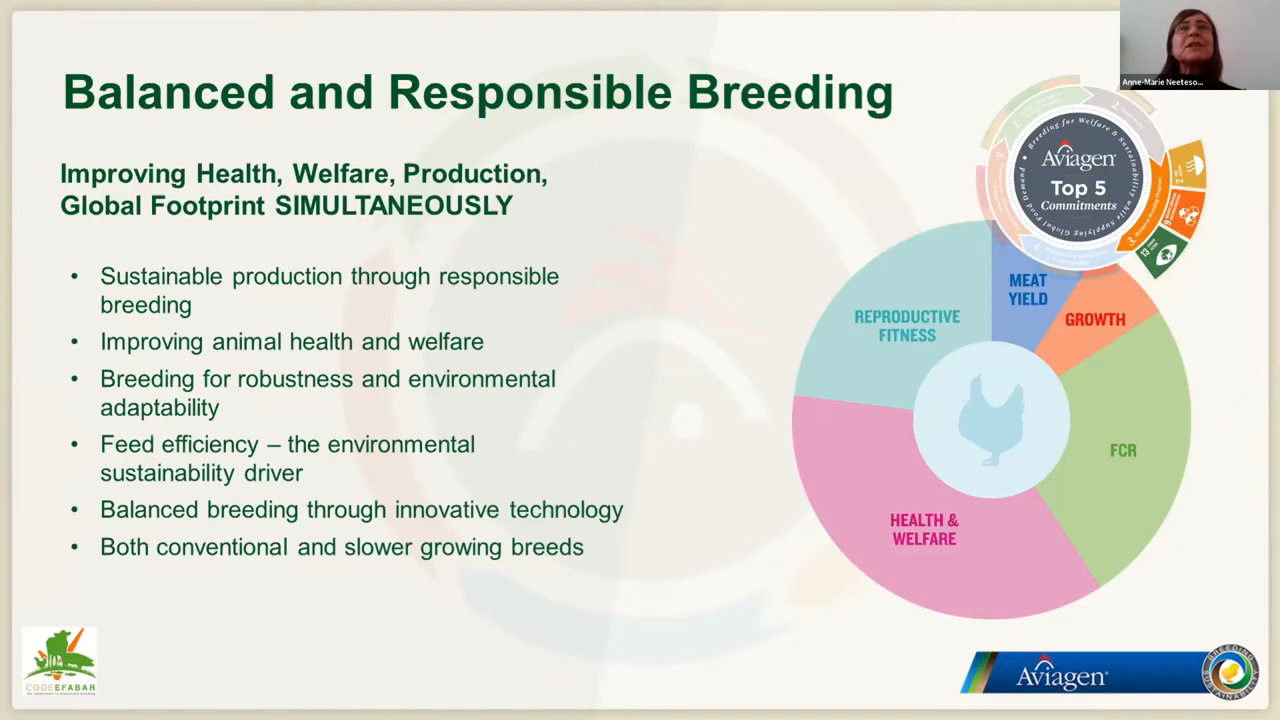 Anne-Marie Neeteso...
Balanced and Responsible Breeding
Improving Health, Welfare, Production,
Global Footprint SIMULTANEOUSLY
• Sustainable production through responsible
breeding
• Improving animal health and welfare
• Breeding for robustness and environmental
adaptability
• Feed efficiency – the environmental
sustainability driver
• Balanced breeding through innovative technology
• Both conventional and slower growing breeds
Breeding for Welfare & Sustainability while Supplying Global Food Demand
Aviagen®
Top 5
Commitments
MEAT
YIELD
GROWTH
REPRODUCTIVE
FITNESS
FCR
HEALTH &
WELFARE
CODEEFABAR
Aviagen®
BREEDING
SUSTAINABILITY